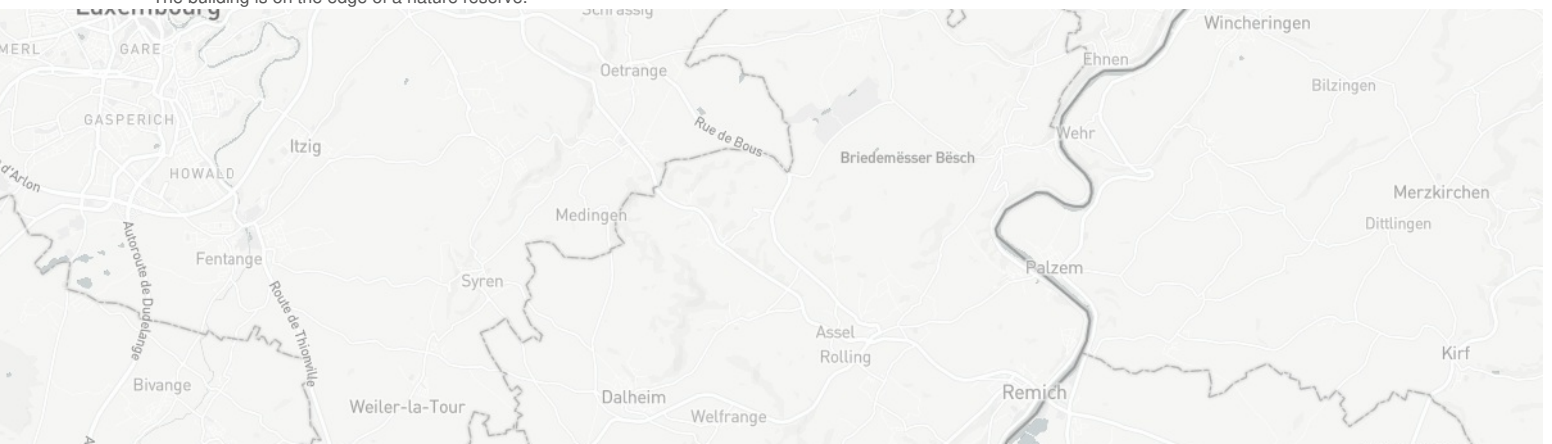 The building is on the edge of a nature reserve.
Luxembourg
Schrassig
Wincheringen
MERL
GARE
Ehnen
Oetrange
Bilzingen
GASPERICH
Rue de Bous
Wehr
Itzig
Briedemësser Bësch
d'Arlon
HOWALD
Merzkirchen
Medingen
Dittlingen
Autoroute de Dudelange
Fentange
Palzem
Syren
Route de Thionville
Assel
Rolling
Kirf
Bivange
Remich
Dalheim
Weiler-la-Tour
Welfrange
A